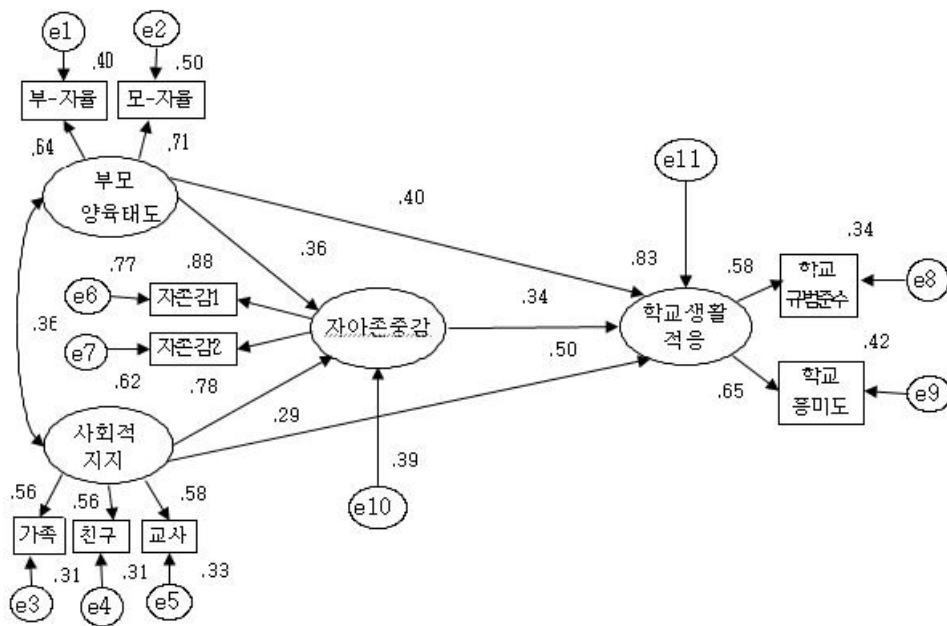 e1
e2
.40
.50
부-자율
모-자율
.64
.71
부모
양육태도
.40
e11
.36
.77
.88
e6
자존감1
e7
자존감2
.62
.78
.36
자아존중감
.34
.83
.58
.34
학교
규범준수
e8
학교생활
적응
.50
.42
.65
학교
흥미도
e9
사회적
지지
.29
.39
e10
.56
.56
.58
가족
친구
교사
.31
.31
.33
e3
e4
e5